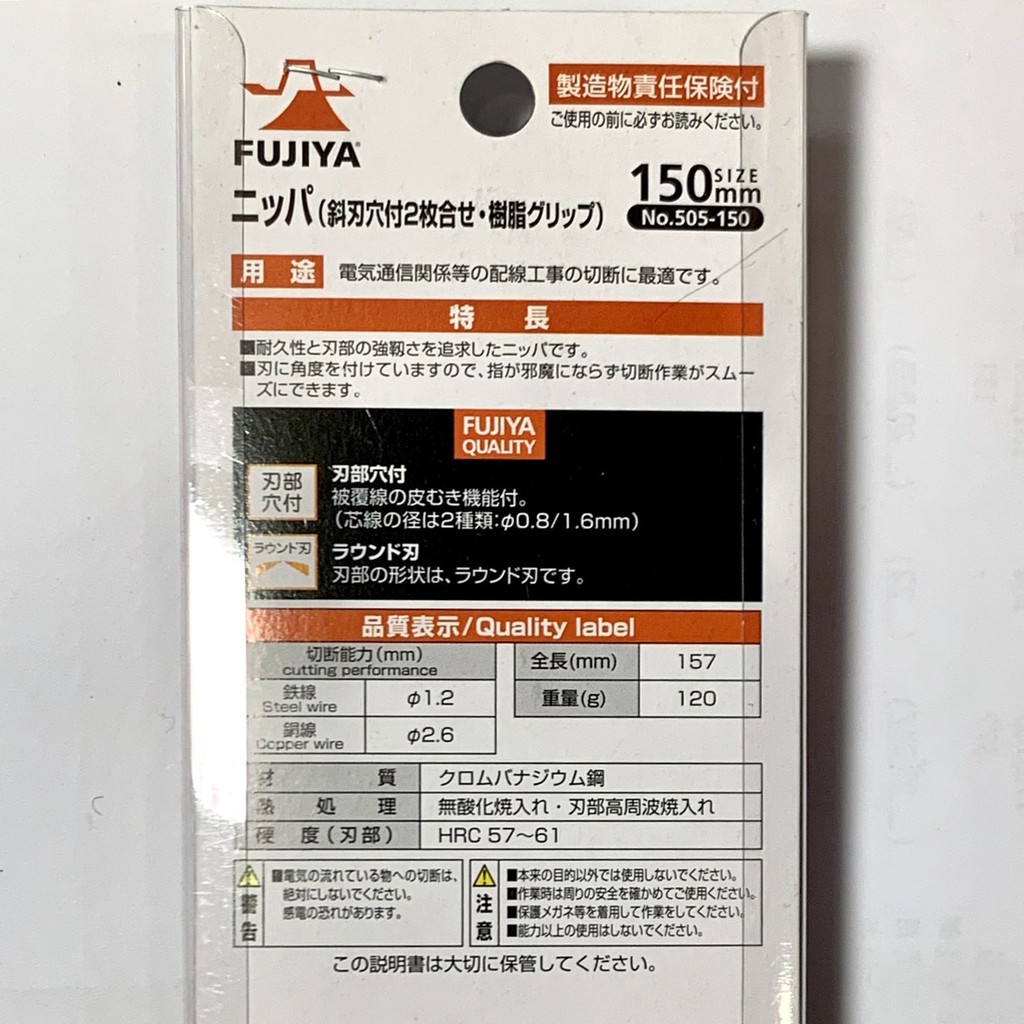 FUJIYA
製造物責任保険付
ご使用の前に必ずお読みください。
ニッパ(斜刃穴付2枚合せ・樹脂グリップ)
150mm SIZE
No.505-150
用途 電気通信関係等の配線工事の切断に最適です。
特長
■耐久性と刃部の強靱さを追求したニッパです。
■刃に角度を付けていますので、指が邪魔にならず切断作業がスムー
ズにできます。
FUJIYA
QUALITY
刃部
穴付
刃部穴付
被覆線の皮むき機能付。
(芯線の径は2種類:φ0.8/1.6mm)
ラウンド刃
ラウンド刃
刃部の形状は、ラウンド刃です。
品質表示/Quality label
切断能力(mm)
cutting performance
鉄線
Steel wire
φ1.2
銅線
Copper wire
φ2.6
全長(mm) 157
重量(g) 120
材質 クロムバナジウム鋼
熱処理 無酸化焼入れ・刃部高周波焼入れ
硬度(刃部) HRC 57〜61
警告
■電気の流れている物への切断は、
絶対にしないでください。
感電の恐れがあります。
注意
■本来の目的以外では使用しないでください。
■作業時は周りの安全を確かめてご使用ください。
■保護メガネ等を着用して作業をしてください。
■能力以上の使用はしないでください。
この説明書は大切に保管してください。